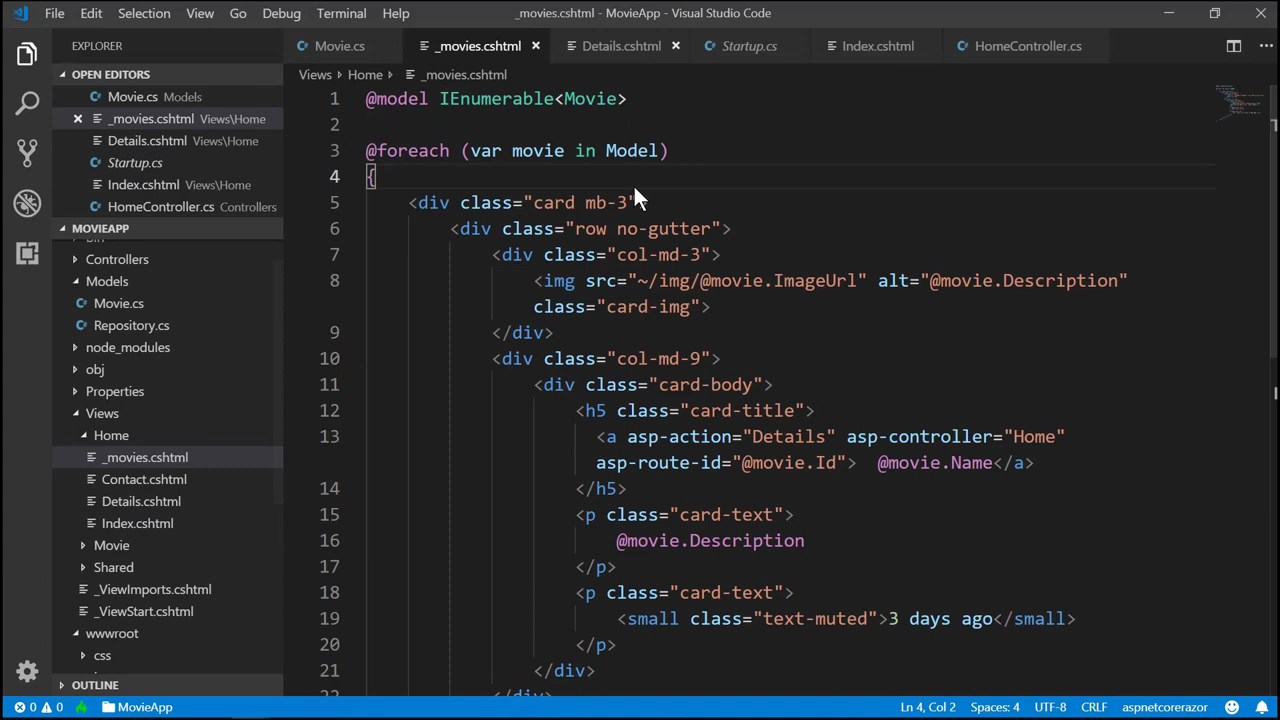 File Edit Selection View Go Debug Terminal Help _movies.cshtml - MovieApp - Visual Studio Code
EXPLORER
Movie.cs _movies.cshtml Details.cshtml Startup.cs Index.cshtml HomeController.cs
OPEN EDITORS
Movie.cs Models
_movies.cshtml Views\Home
Details.cshtml Views\Home
Startup.cs
Index.cshtml Views\Home
HomeController.cs Controllers
MOVIEAPP
Controllers
Models
Movie.cs
Repository.cs
node_modules
obj
Properties
Views
Home
_movies.cshtml
Contact.cshtml
Details.cshtml
Index.cshtml
Movie
Shared
_ViewImports.cshtml
_ViewStart.cshtml
wwwroot
css
OUTLINE
Views Home _movies.cshtml
1 @model IEnumerable<Movie>
2
3 @foreach (var movie in Model)
4 {
5 <div class="card mb-3"
6 <div class="row no-gutter">
7 <div class="col-md-3">
8 <img src="~/img/@movie.ImageUrl" alt="@movie.Description"
class="card-img">
9 </div>
10 <div class="col-md-9">
11 <div class="card-body">
12 <h5 class="card-title">
13 <a asp-action="Details" asp-controller="Home"
asp-route-id="@movie.Id"> @movie.Name</a>
14 </h5>
15 <p class="card-text">
16 @movie.Description
17 </p>
18 <p class="card-text">
19 <small class="text-muted">3 days ago</small>
20 </p>
21 </div>
22 </div>
0 0 MovieApp Ln 4, Col 2 Spaces: 4 UTF-8 CRLF aspnetcorerazor